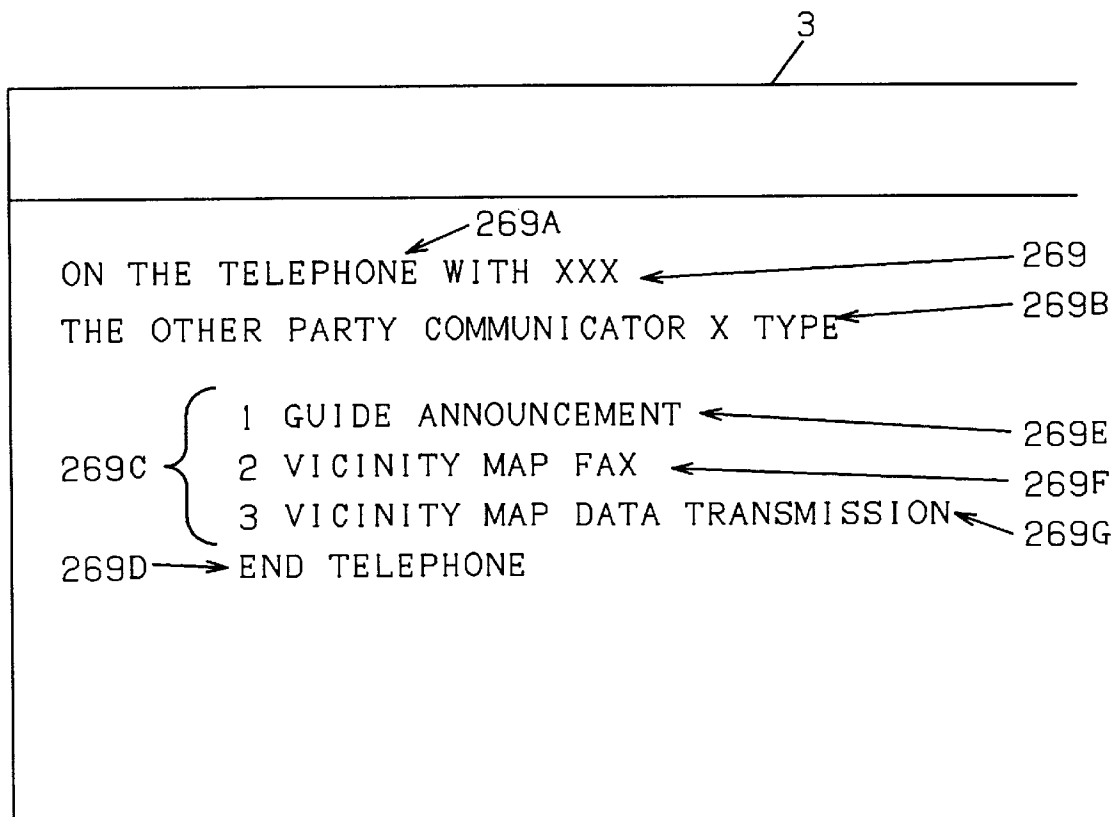 3
269A
ON THE TELEPHONE WITH XXX
269
THE OTHER PARTY COMMUNICATOR X TYPE
269B
1 GUIDE ANNOUNCEMENT
269E
269C
2 VICINITY MAP FAX
269F
3 VICINITY MAP DATA TRANSMISSION
269G
269D
END TELEPHONE